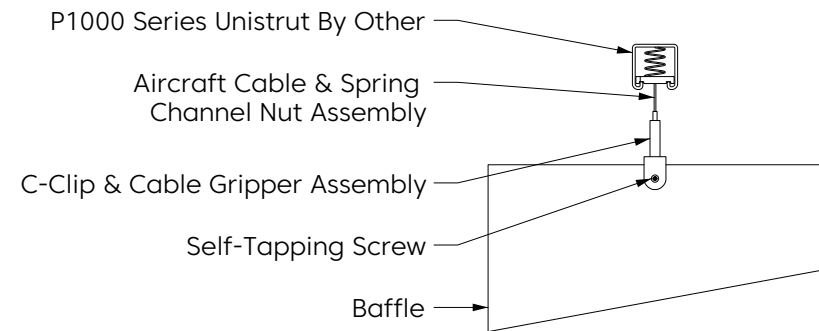 P1000 Series Unistrut By Other
Aircraft Cable & Spring
Channel Nut Assembly
C-Clip & Cable Gripper Assembly
Self-Tapping Screw
Baffle